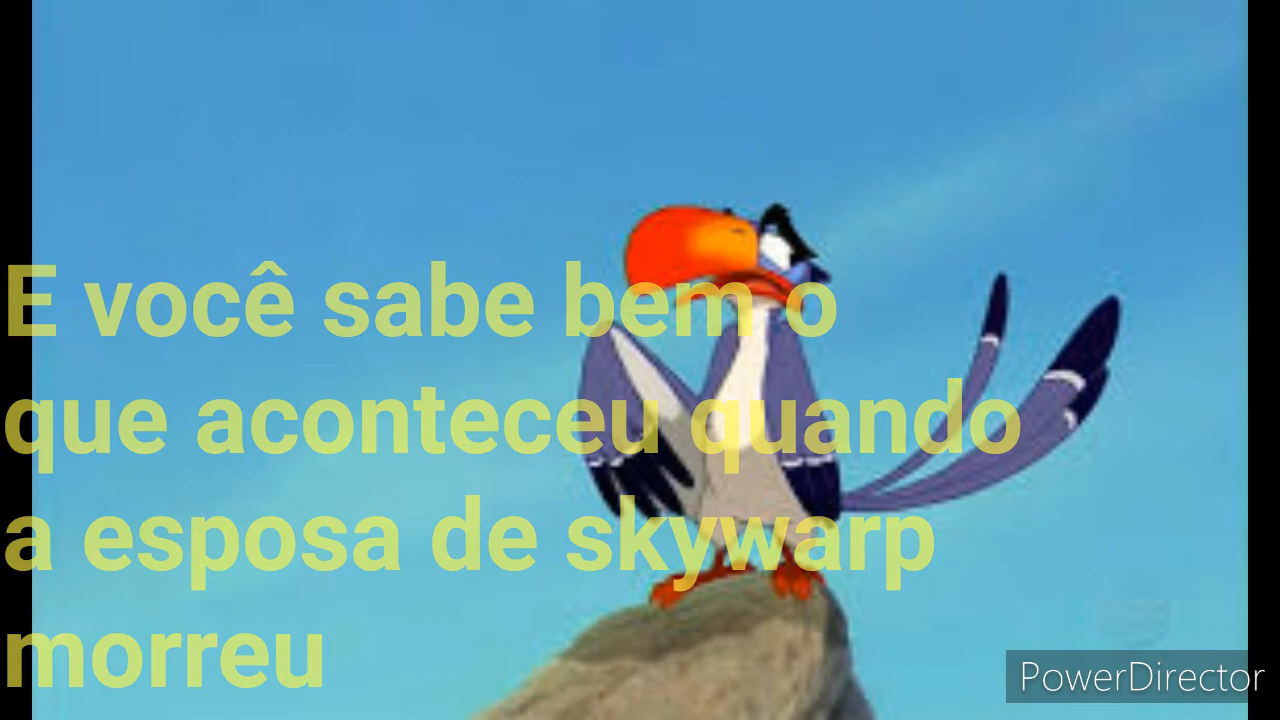 E você sabe bem o
que aconteceu quando
a esposa de skywarp
morreu
PowerDirector